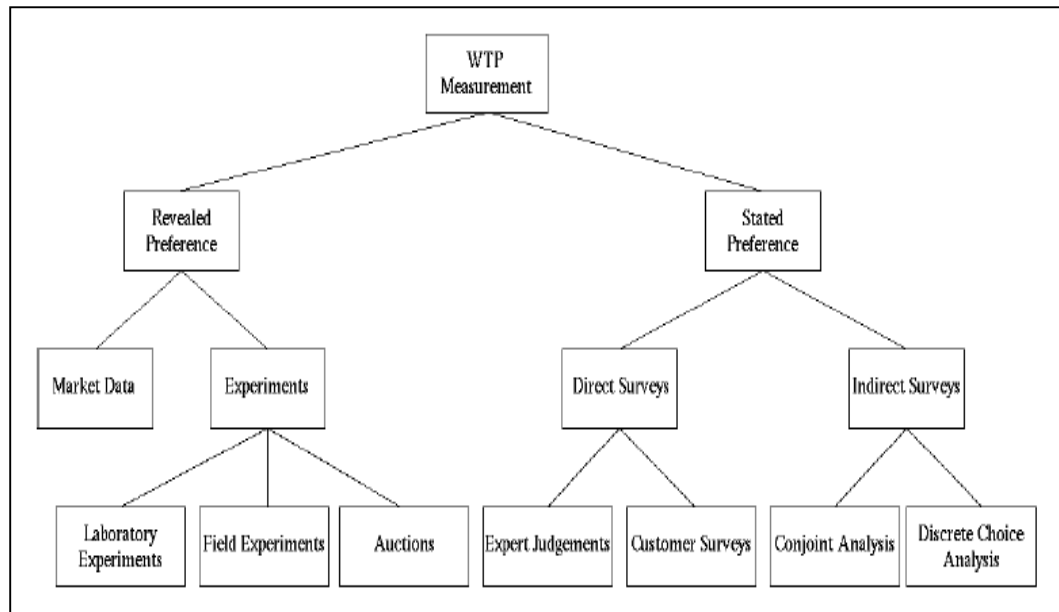 WTP
Measurement
Revealed
Preference
Stated
Preference
Market Data
Experiments
Direct Surveys
Indirect Surveys
Laboratory
Experiments
Field Experiments
Auctions
Expert Judgements
Customer Surveys
Conjoint Analysis
Discrete Choice
Analysis